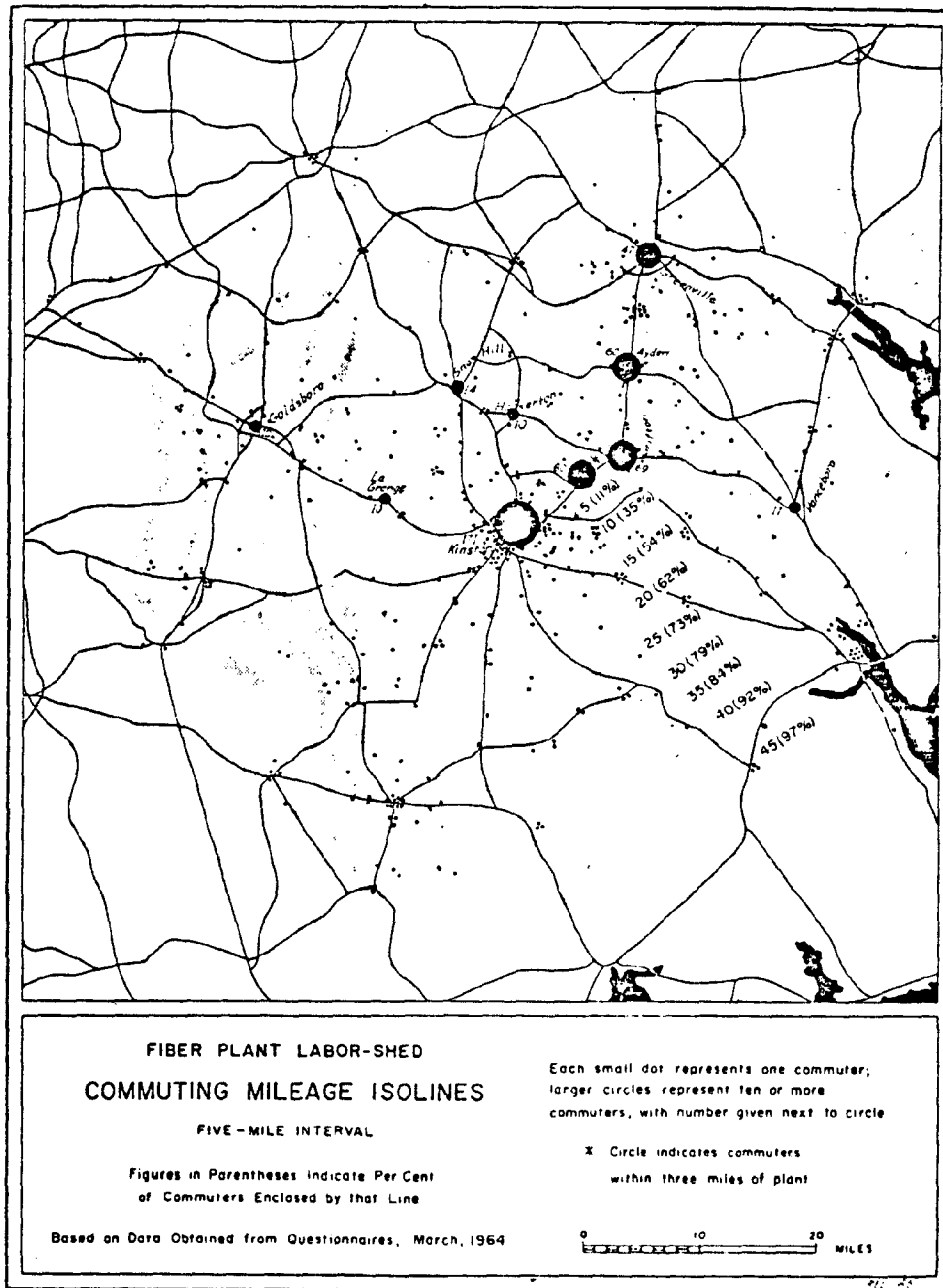 Snow Hill
Ayden
Goldsboro
10
La
Grange
13
69
5 (11%)
10 (35%)
15 (54%)
20 (62%)
25 (73%)
30 (79%)
35 (84%)
40 (92%)
45 (97%)
Vanceboro
FIBER PLANT LABOR-SHED
COMMUTING MILEAGE ISOLINES
FIVE-MILE INTERVAL
Figures in Parentheses Indicate Per Cent
of Commuters Enclosed by that Line
Based on Data Obtained from Questionnaires, March, 1964
Each small dot represents one commuter;
larger circles represent ten or more
commuters, with number given next to circle
* Circle indicates commuters
within three miles of plant
0 10 20
MILES